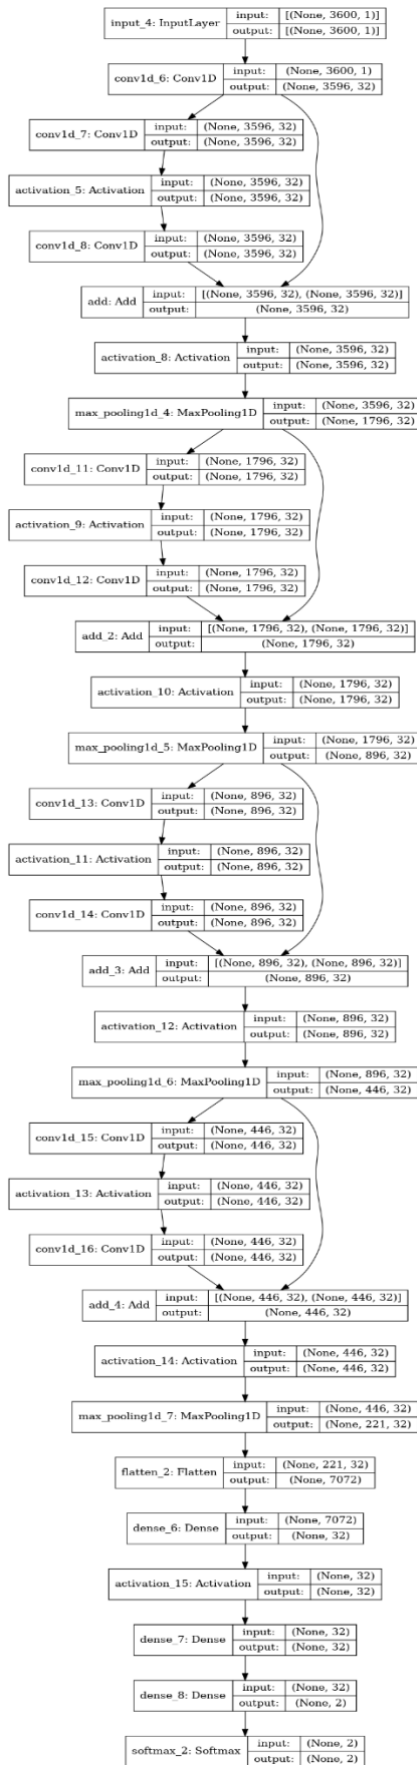 input_4: InputLayer input: [(None, 3600, 1)]
output: [(None, 3600, 1)]
conv1d_6: Conv1D input: (None, 3600, 1)
output: (None, 3596, 32)
conv1d_7: Conv1D input: (None, 3596, 32)
output: (None, 3596, 32)
activation_5: Activation input: (None, 3596, 32)
output: (None, 3596, 32)
conv1d_8: Conv1D input: (None, 3596, 32)
output: (None, 3596, 32)
add: Add input: [(None, 3596, 32), (None, 3596, 32)]
output: (None, 3596, 32)
activation_8: Activation input: (None, 3596, 32)
output: (None, 3596, 32)
max_pooling1d_4: MaxPooling1D input: (None, 3596, 32)
output: (None, 1796, 32)
conv1d_11: Conv1D input: (None, 1796, 32)
output: (None, 1796, 32)
activation_9: Activation input: (None, 1796, 32)
output: (None, 1796, 32)
conv1d_12: Conv1D input: (None, 1796, 32)
output: (None, 1796, 32)
add_2: Add input: [(None, 1796, 32), (None, 1796, 32)]
output: (None, 1796, 32)
activation_10: Activation input: (None, 1796, 32)
output: (None, 1796, 32)
max_pooling1d_5: MaxPooling1D input: (None, 1796, 32)
output: (None, 896, 32)
conv1d_13: Conv1D input: (None, 896, 32)
output: (None, 896, 32)
activation_11: Activation input: (None, 896, 32)
output: (None, 896, 32)
conv1d_14: Conv1D input: (None, 896, 32)
output: (None, 896, 32)
add_3: Add input: [(None, 896, 32), (None, 896, 32)]
output: (None, 896, 32)
activation_12: Activation input: (None, 896, 32)
output: (None, 896, 32)
max_pooling1d_6: MaxPooling1D input: (None, 896, 32)
output: (None, 446, 32)
conv1d_15: Conv1D input: (None, 446, 32)
output: (None, 446, 32)
activation_13: Activation input: (None, 446, 32)
output: (None, 446, 32)
conv1d_16: Conv1D input: (None, 446, 32)
output: (None, 446, 32)
add_4: Add input: [(None, 446, 32), (None, 446, 32)]
output: (None, 446, 32)
activation_14: Activation input: (None, 446, 32)
output: (None, 446, 32)
max_pooling1d_7: MaxPooling1D input: (None, 446, 32)
output: (None, 221, 32)
flatten_2: Flatten input: (None, 221, 32)
output: (None, 7072)
dense_6: Dense input: (None, 7072)
output: (None, 32)
activation_15: Activation input: (None, 32)
output: (None, 32)
dense_7: Dense input: (None, 32)
output: (None, 32)
dense_8: Dense input: (None, 32)
output: (None, 2)
softmax_2: Softmax input: (None, 2)
output: (None, 2)